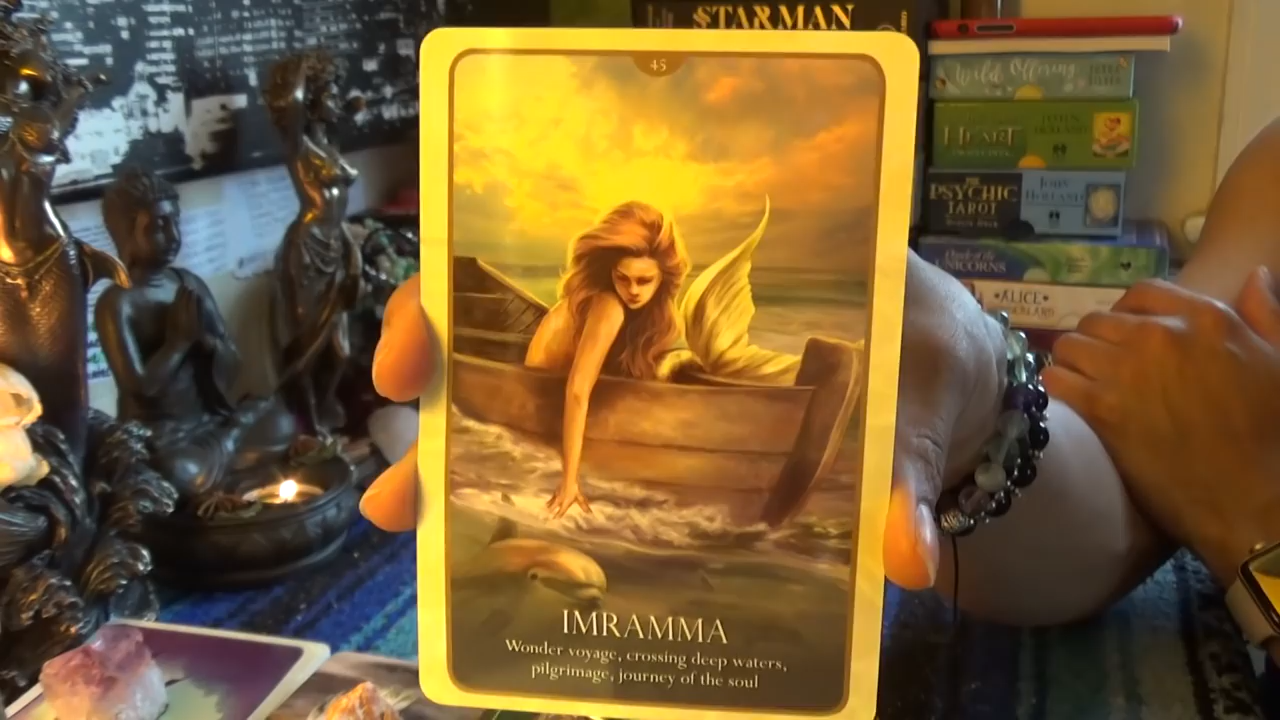 STARMAN
45
IMRAMMA
Wonder voyage, crossing deep waters,
pilgrimage, journey of the soul
Wild Offering
HEART
PSYCHIC
TAROT
JOHN
HOLLAND
UNICORNS
ALICE